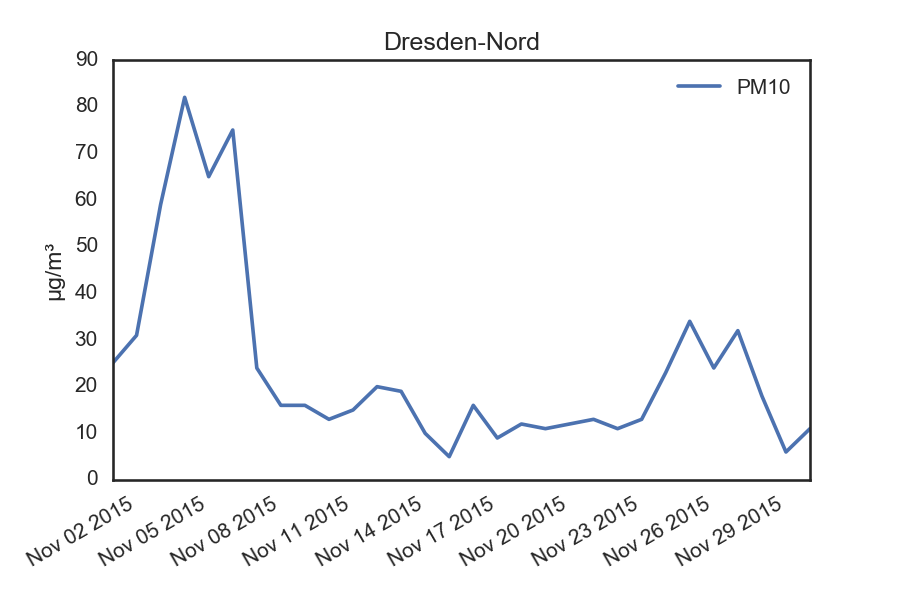 Dresden-Nord
90
80
70
60
50
40
30
20
10
0
µg/m³
PM10
Nov 02 2015
Nov 05 2015
Nov 08 2015
Nov 11 2015
Nov 14 2015
Nov 17 2015
Nov 20 2015
Nov 23 2015
Nov 26 2015
Nov 29 2015